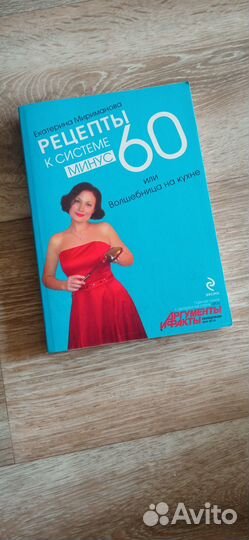 Екатерина Мириманова
РЕЦЕПТЫ
К СИСТЕМЕ
МИНУС
60
или
Волшебница на кухне
АРГУМЕНТЫ
И ФАКТЫ
Avito